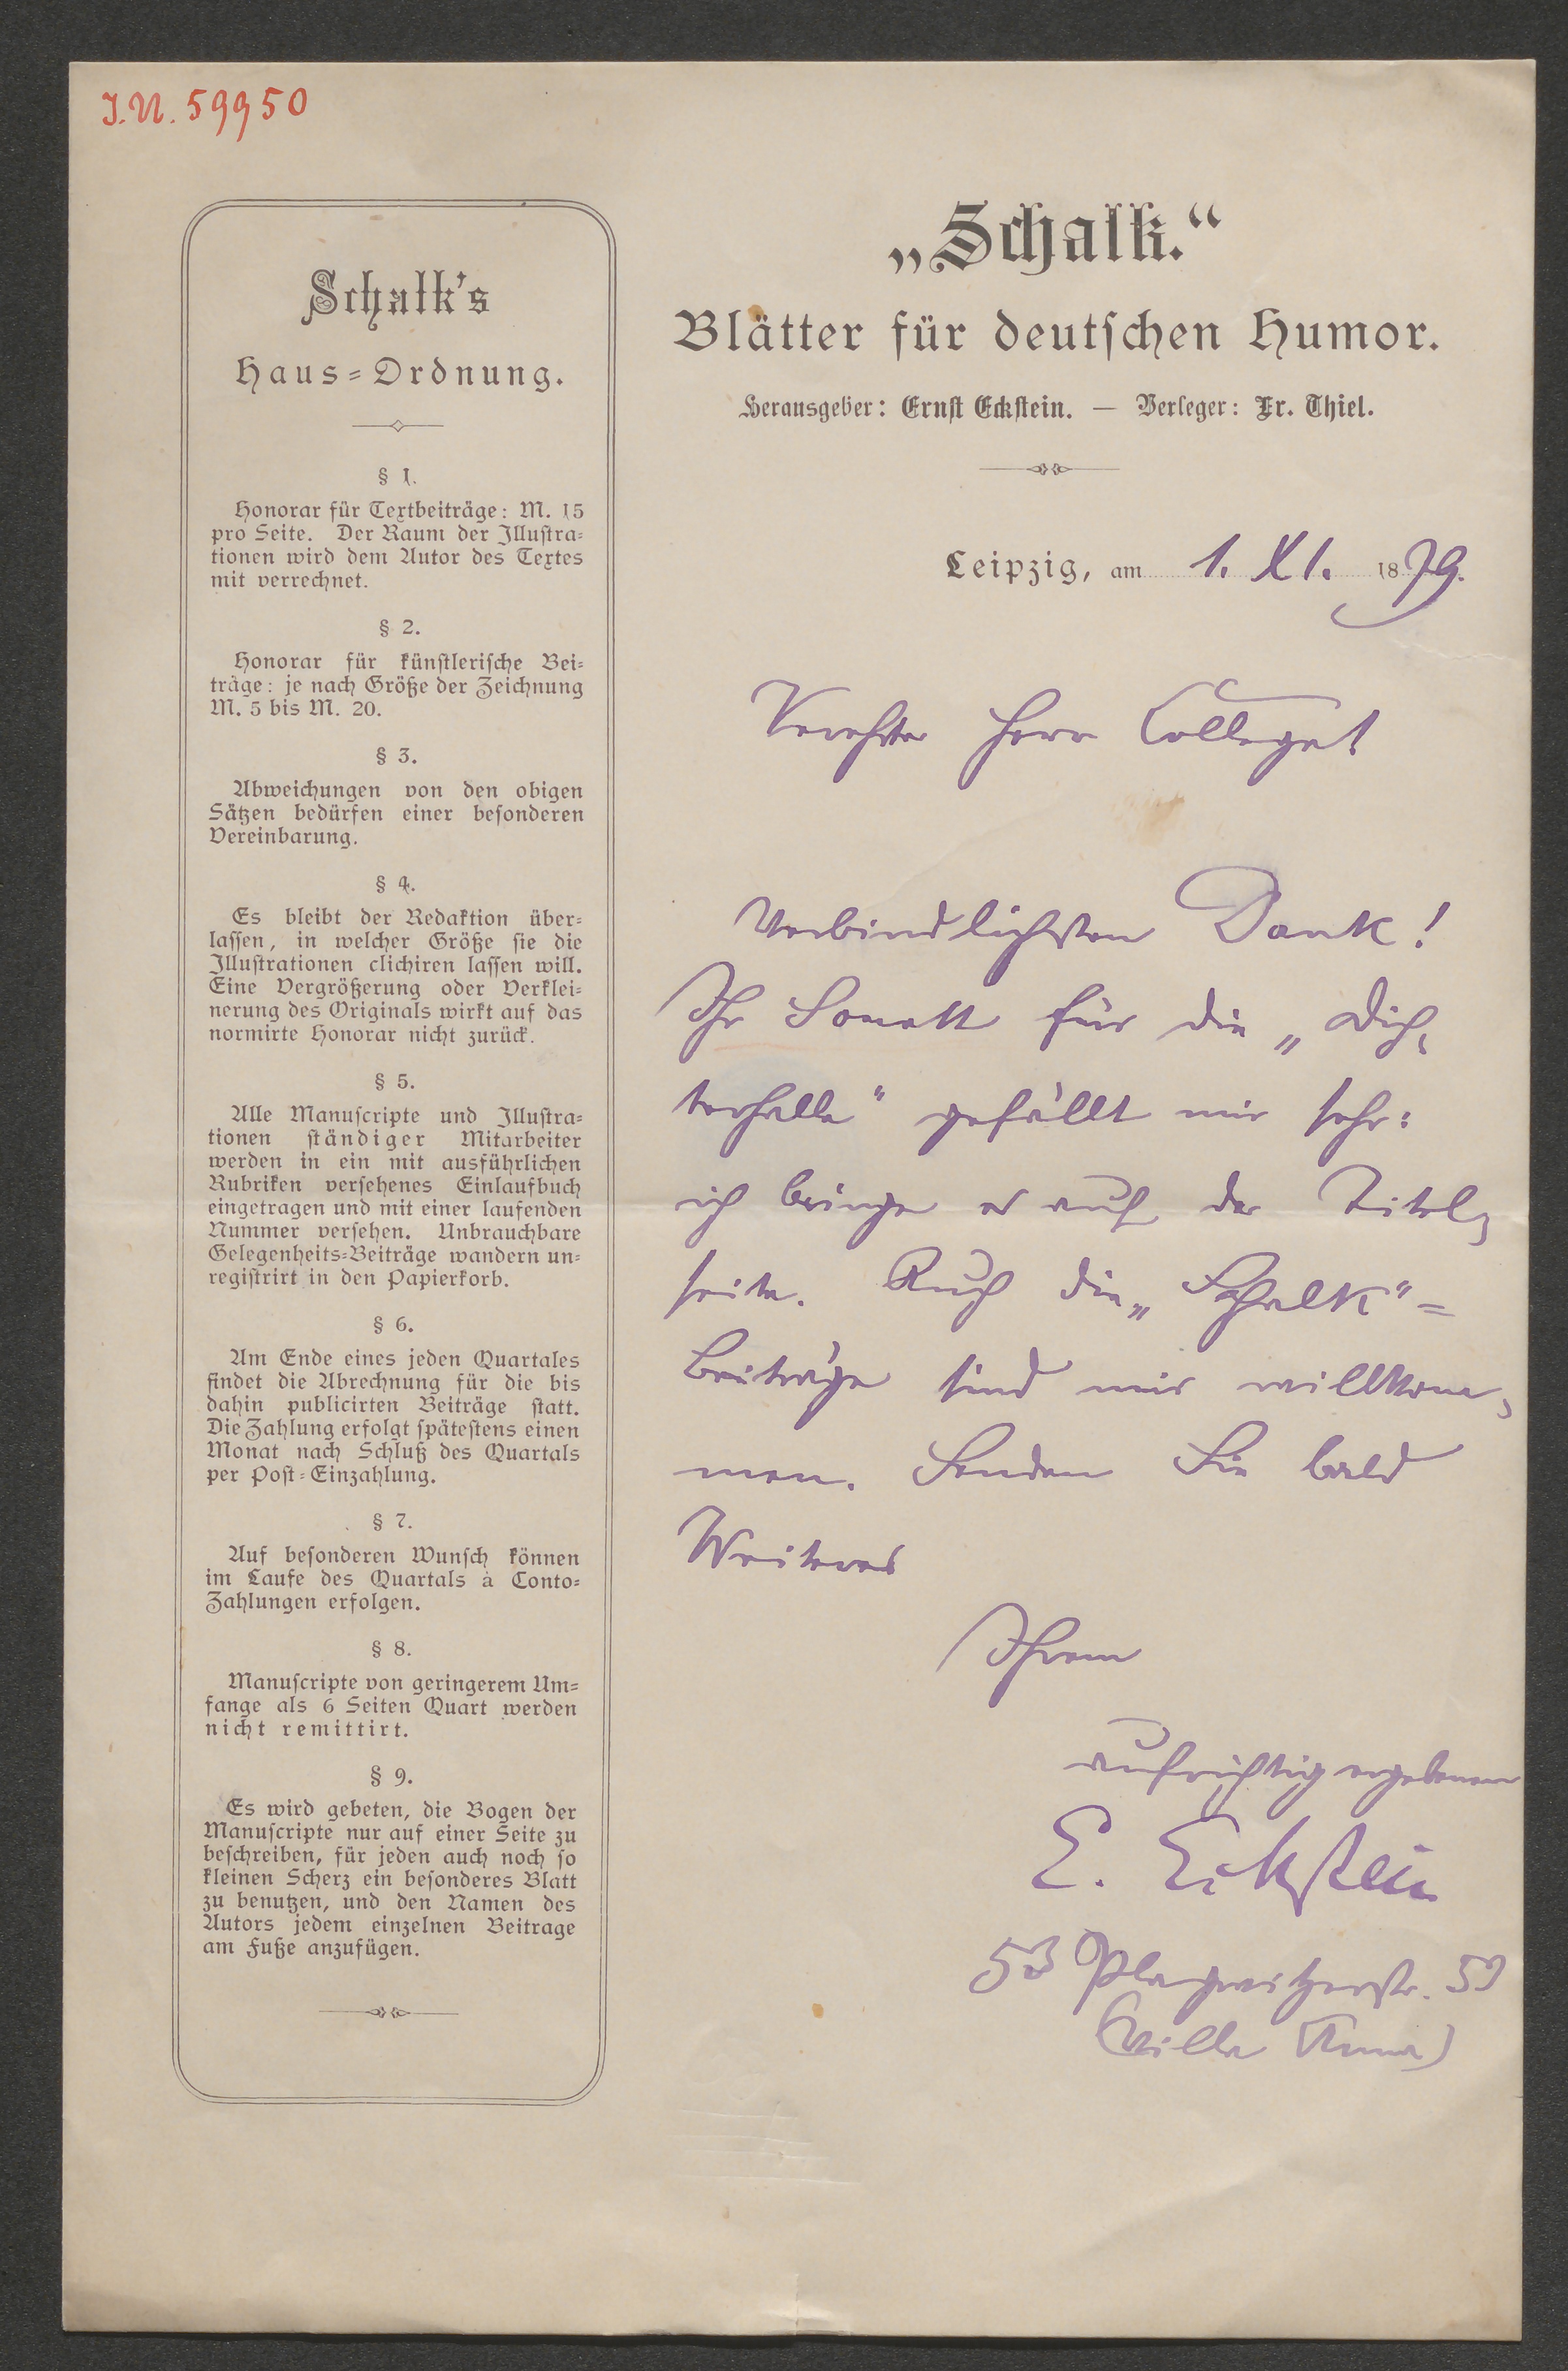 J.N. 59950
Schalk's
Haus=Ordnung.
§ 1.
Honorar für Textbeiträge: M. 15
pro Seite. Der Raum der Illustra=
tionen wird dem Autor des Textes
mit verrechnet.
§ 2.
Honorar für künstlerische Bei=
träge: je nach Größe der Zeichnung
M. 5 bis M. 20.
§ 3.
Abweichungen von den obigen
Sätzen bedürfen einer besonderen
Vereinbarung.
§ 4.
Es bleibt der Redaktion über=
lassen, in welcher Größe sie die
Illustrationen clichiren lassen will.
Eine Vergrößerung oder Verklei=
nerung des Originals wirkt auf das
normirte Honorar nicht zurück.
§ 5.
Alle Manuscripte und Illustra=
tionen ständiger Mitarbeiter
werden in ein mit ausführlichen
Rubriken versehenes Einlaufbuch
eingetragen und mit einer laufenden
Nummer versehen. Unbrauchbare
Gelegenheits=Beiträge wandern un=
registrirt in den Papierkorb.
§ 6.
Am Ende eines jeden Quartales
findet die Abrechnung für die bis
dahin publicirten Beiträge statt.
Die Zahlung erfolgt spätestens einen
Monat nach Schluß des Quartals
per Post=Einzahlung.
§ 7.
Auf besonderen Wunsch können
im Laufe des Quartals à Conto=
Zahlungen erfolgen.
§ 8.
Manuscripte von geringerem Um=
fange als 6 Seiten Quart werden
nicht remittirt.
§ 9.
Es wird gebeten, die Bogen der
Manuscripte nur auf einer Seite zu
beschreiben, für jeden auch noch so
kleinen Scherz ein besonderes Blatt
zu benutzen, und den Namen des
Autors jedem einzelnen Beitrage
am Fuße anzufügen.
„Schalk.“
Blätter für deutschen Humor.
Herausgeber: Ernst Eckstein. — Verleger: Fr. Thiel.
Leipzig, am 1. XI. 1879.
Verehrter Herr College!
Verbindlichsten Dank!
Ihr Sonett für die „Dich=
terhalle“ gefällt mir sehr:
ich bringe es auf der Titel=
seite. Auch die „Schalk“=
Beiträge sind mir willkom=
men. Senden Sie bald
Weiteres
Ihrem
aufrichtig ergebenen
E. Eckstein
53 Plagwitzerstr. 53
(Villa Anna)